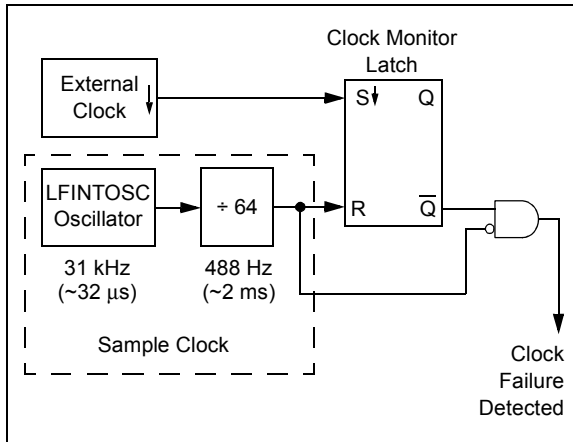 Clock Monitor
Latch
External
Clock
S
Q
LFINTOSC
Oscillator
÷ 64
R
Q̅
31 kHz
(~32 μs)
488 Hz
(~2 ms)
Sample Clock
Clock
Failure
Detected